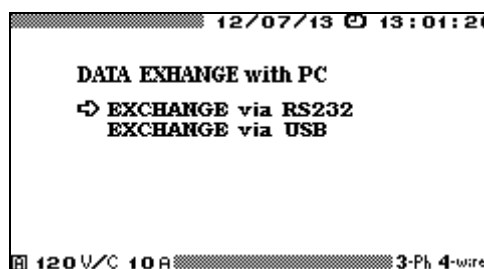 12/07/13 13:01:20
DATA EXHANGE with PC
EXCHANGE via RS232
EXCHANGE via USB
A 120 V/C 10 A 3-Ph 4-wire